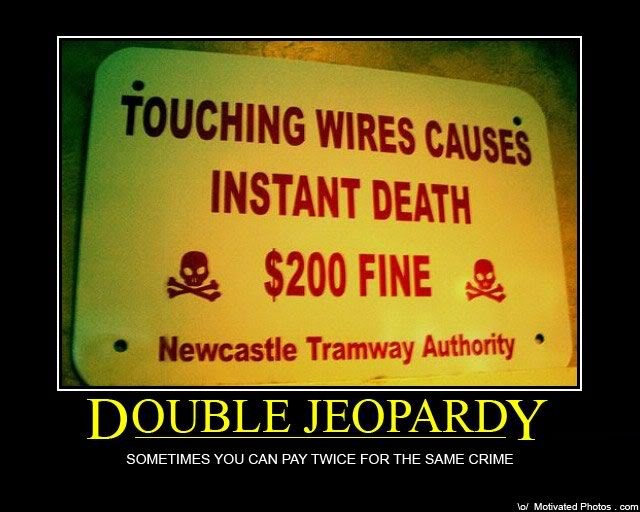 TOUCHING WIRES CAUSES
INSTANT DEATH
$200 FINE
Newcastle Tramway Authority
DOUBLE JEOPARDY
SOMETIMES YOU CAN PAY TWICE FOR THE SAME CRIME
\o/ Motivated Photos . com